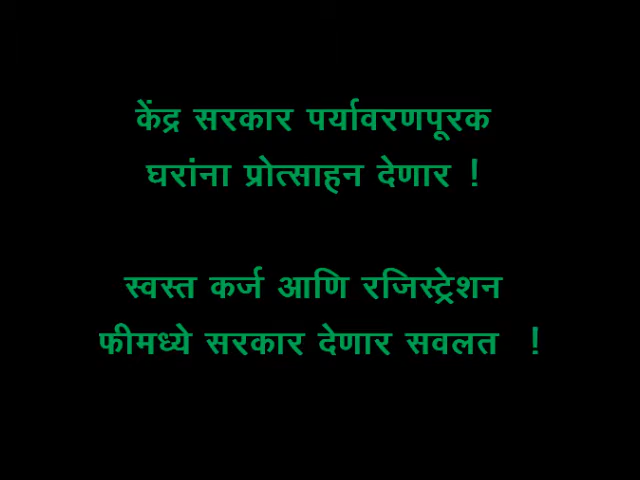 केंद्र सरकार पर्यावरणपूरक
घरांना प्रोत्साहन देणार !
स्वस्त कर्ज आणि रजिस्ट्रेशन
फीमध्ये सरकार देणार सवलत !